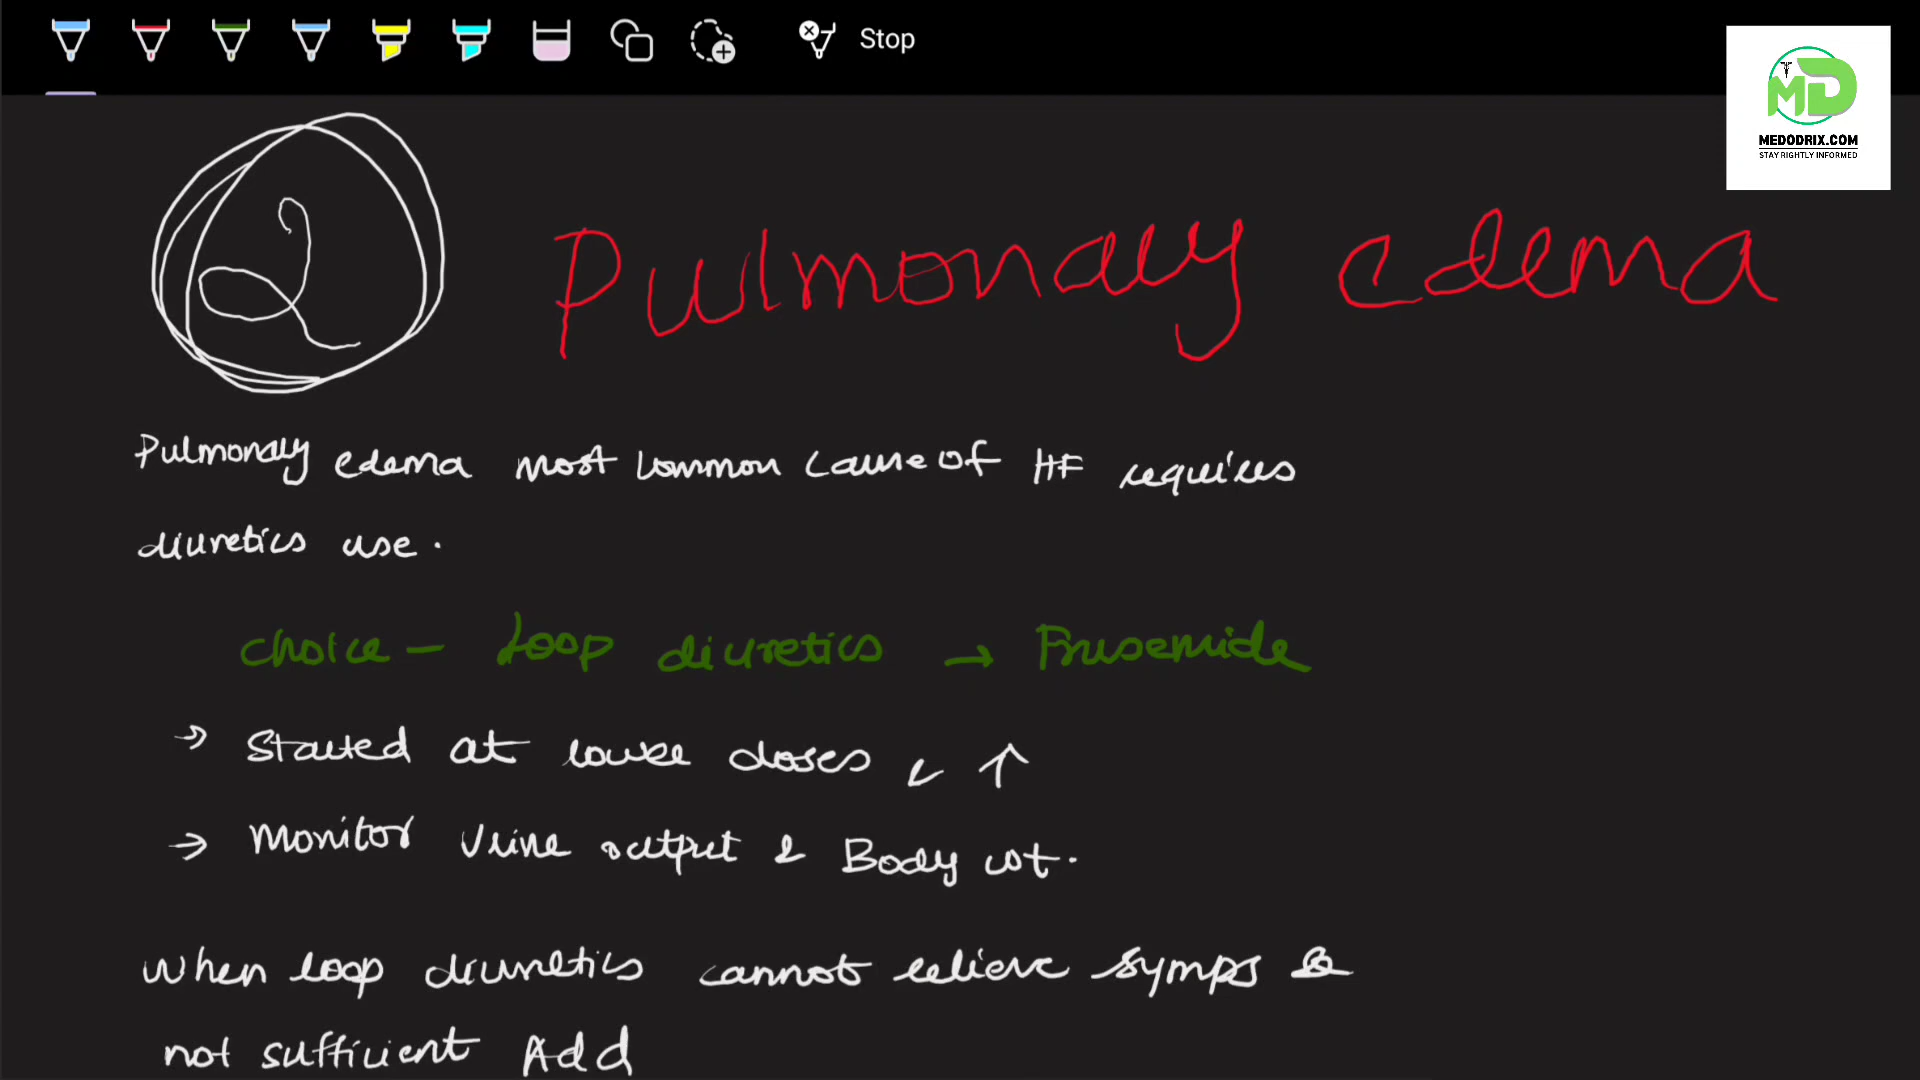 Stop
MD
MEDODRIX.COM
STAY RIGHTLY INFORMED
2
Pulmonary edema
Pulmonary edema most common cause of HF requires
diuretics use.
choice - Loop diuretics → Frusemide
→ Started at lower doses ↑
→ Monitor Urine output & Body wt.
When loop diuretics cannot relieve symps &
not sufficient Add